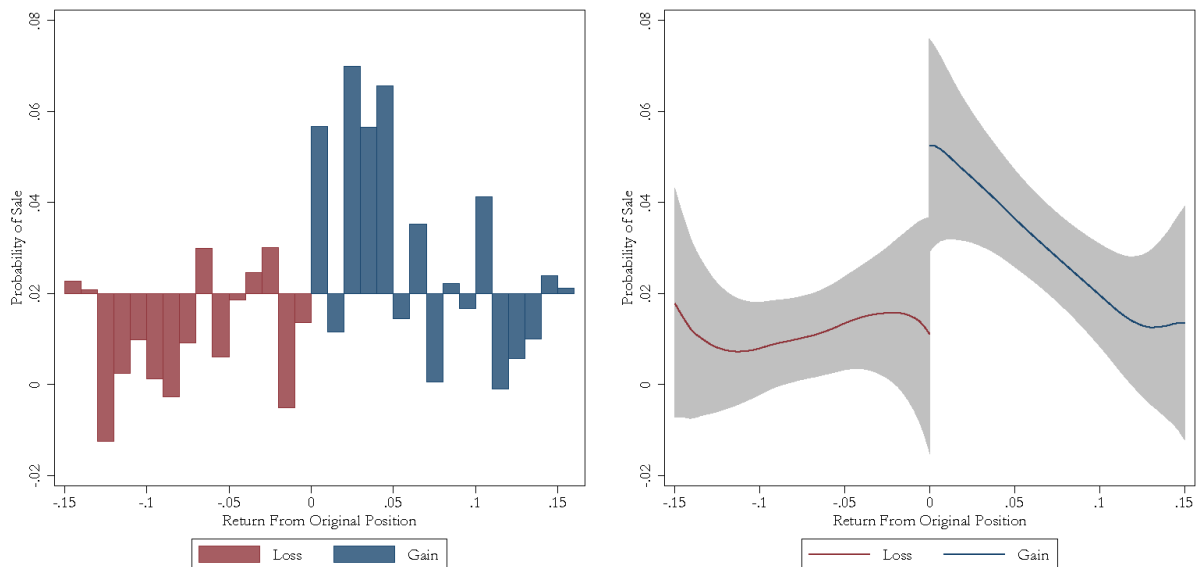 .08
.06
.04
.02
0
-.02
Probability of Sale
-.15 -.1 -.05 0 .05 .1 .15
Return From Original Position
Loss Gain
.08
.06
.04
.02
0
-.02
Probability of Sale
-.15 -.1 -.05 0 .05 .1 .15
Return From Original Position
Loss Gain